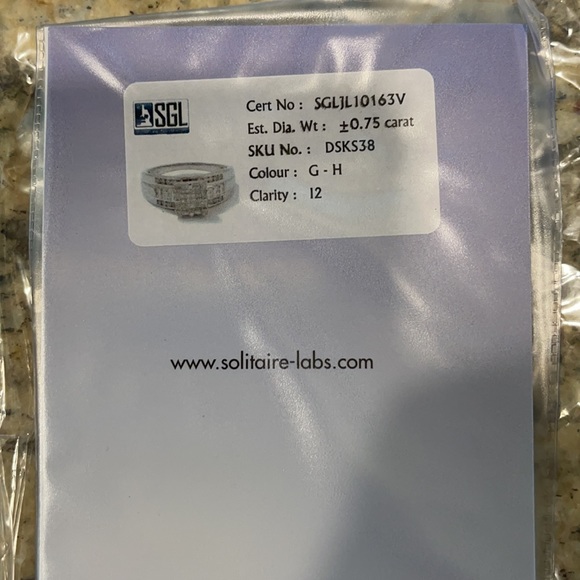 SGL
Cert No : SGLJL10163V
Est. Dia. Wt : ±0.75 carat
SKU No. : DSKS38
Colour : G - H
Clarity : I2
www.solitaire-labs.com